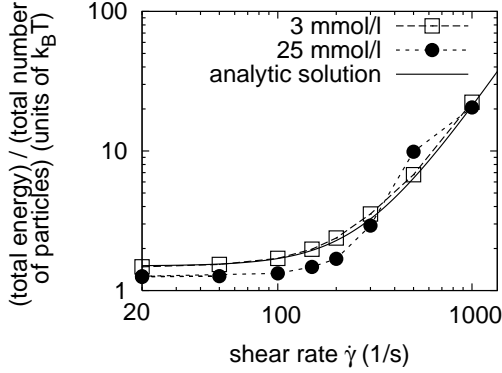 (total energy) / (total number
of particles) (units of k_BT)
100
10
1
3 mmol/l
25 mmol/l
analytic solution
20
100
1000
shear rate γ̇ (1/s)